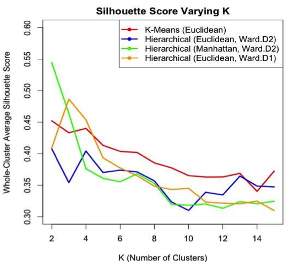 Silhouette Score Varying K
K-Means (Euclidean)
Hierarchical (Euclidean, Ward.D2)
Hierarchical (Manhattan, Ward.D2)
Hierarchical (Euclidean, Ward.D1)
Whole-Cluster Average Silhouette Score
0.60
0.55
0.50
0.45
0.40
0.35
0.30
2 4 6 8 10 12 14
K (Number of Clusters)